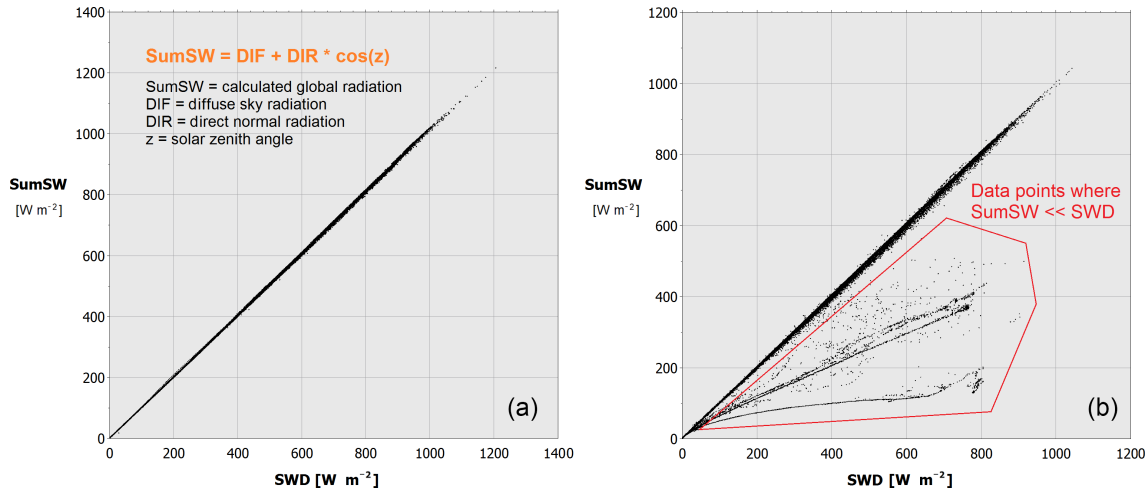 1400
1200
1000
800
600
400
200
0
SumSW
[W m⁻²]
SumSW = DIF + DIR * cos(z)
SumSW = calculated global radiation
DIF = diffuse sky radiation
DIR = direct normal radiation
z = solar zenith angle
(a)
0 200 400 600 800 1000 1200 1400
SWD [W m⁻²]
1200
1000
800
600
400
200
0
SumSW
[W m⁻²]
Data points where
SumSW << SWD
(b)
0 200 400 600 800 1000 1200
SWD [W m⁻²]